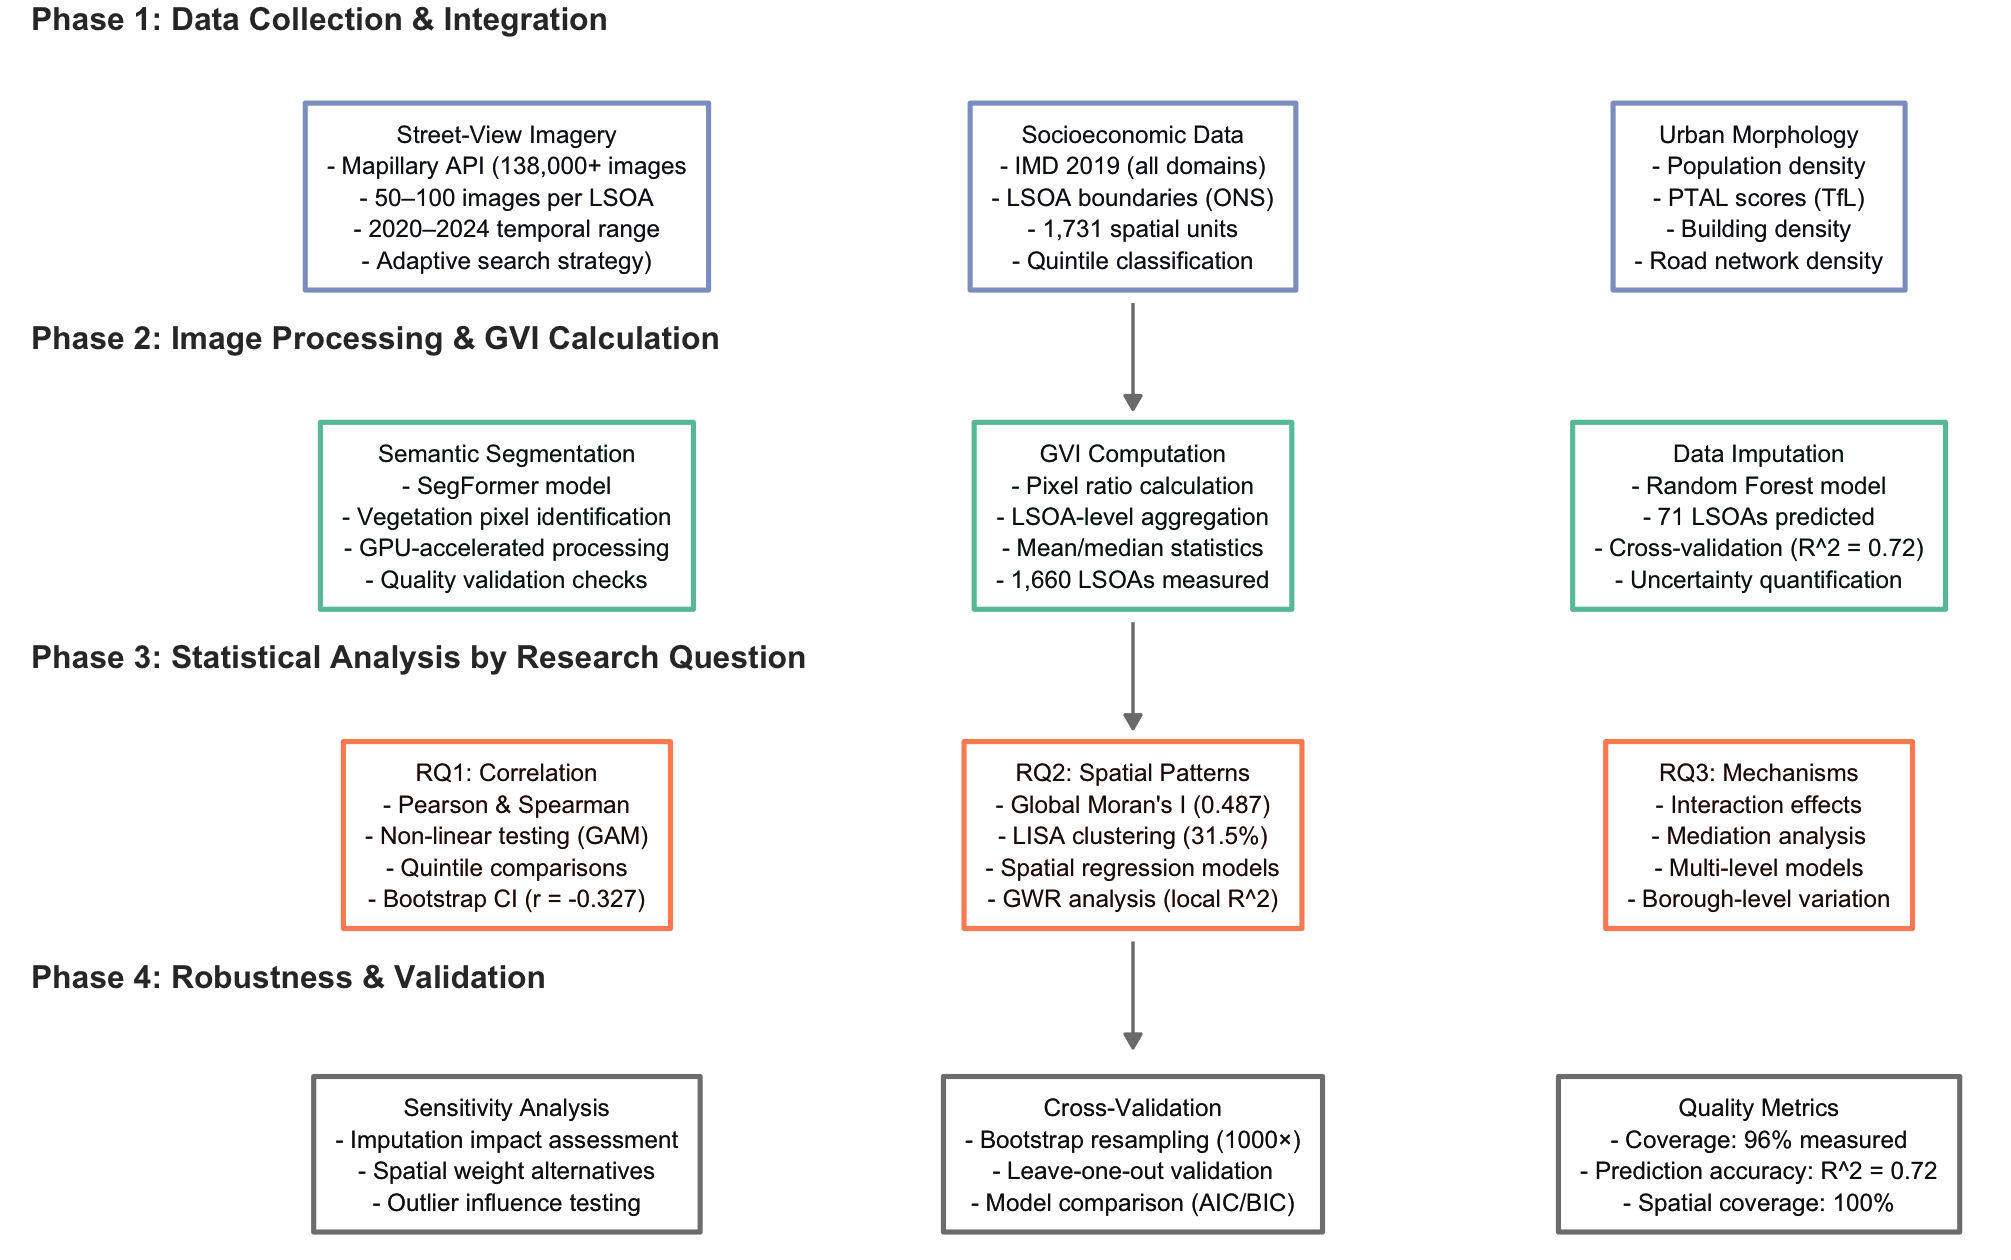 Phase 1: Data Collection & Integration
Street-View Imagery
- Mapillary API (138,000+ images
- 50–100 images per LSOA
- 2020–2024 temporal range
- Adaptive search strategy)
Socioeconomic Data
- IMD 2019 (all domains)
- LSOA boundaries (ONS)
- 1,731 spatial units
- Quintile classification
Urban Morphology
- Population density
- PTAL scores (TfL)
- Building density
- Road network density
Phase 2: Image Processing & GVI Calculation
Semantic Segmentation
- SegFormer model
- Vegetation pixel identification
- GPU-accelerated processing
- Quality validation checks
GVI Computation
- Pixel ratio calculation
- LSOA-level aggregation
- Mean/median statistics
- 1,660 LSOAs measured
Data Imputation
- Random Forest model
- 71 LSOAs predicted
- Cross-validation (R^2 = 0.72)
- Uncertainty quantification
Phase 3: Statistical Analysis by Research Question
RQ1: Correlation
- Pearson & Spearman
- Non-linear testing (GAM)
- Quintile comparisons
- Bootstrap CI (r = -0.327)
RQ2: Spatial Patterns
- Global Moran's I (0.487)
- LISA clustering (31.5%)
- Spatial regression models
- GWR analysis (local R^2)
RQ3: Mechanisms
- Interaction effects
- Mediation analysis
- Multi-level models
- Borough-level variation
Phase 4: Robustness & Validation
Sensitivity Analysis
- Imputation impact assessment
- Spatial weight alternatives
- Outlier influence testing
Cross-Validation
- Bootstrap resampling (1000×)
- Leave-one-out validation
- Model comparison (AIC/BIC)
Quality Metrics
- Coverage: 96% measured
- Prediction accuracy: R^2 = 0.72
- Spatial coverage: 100%